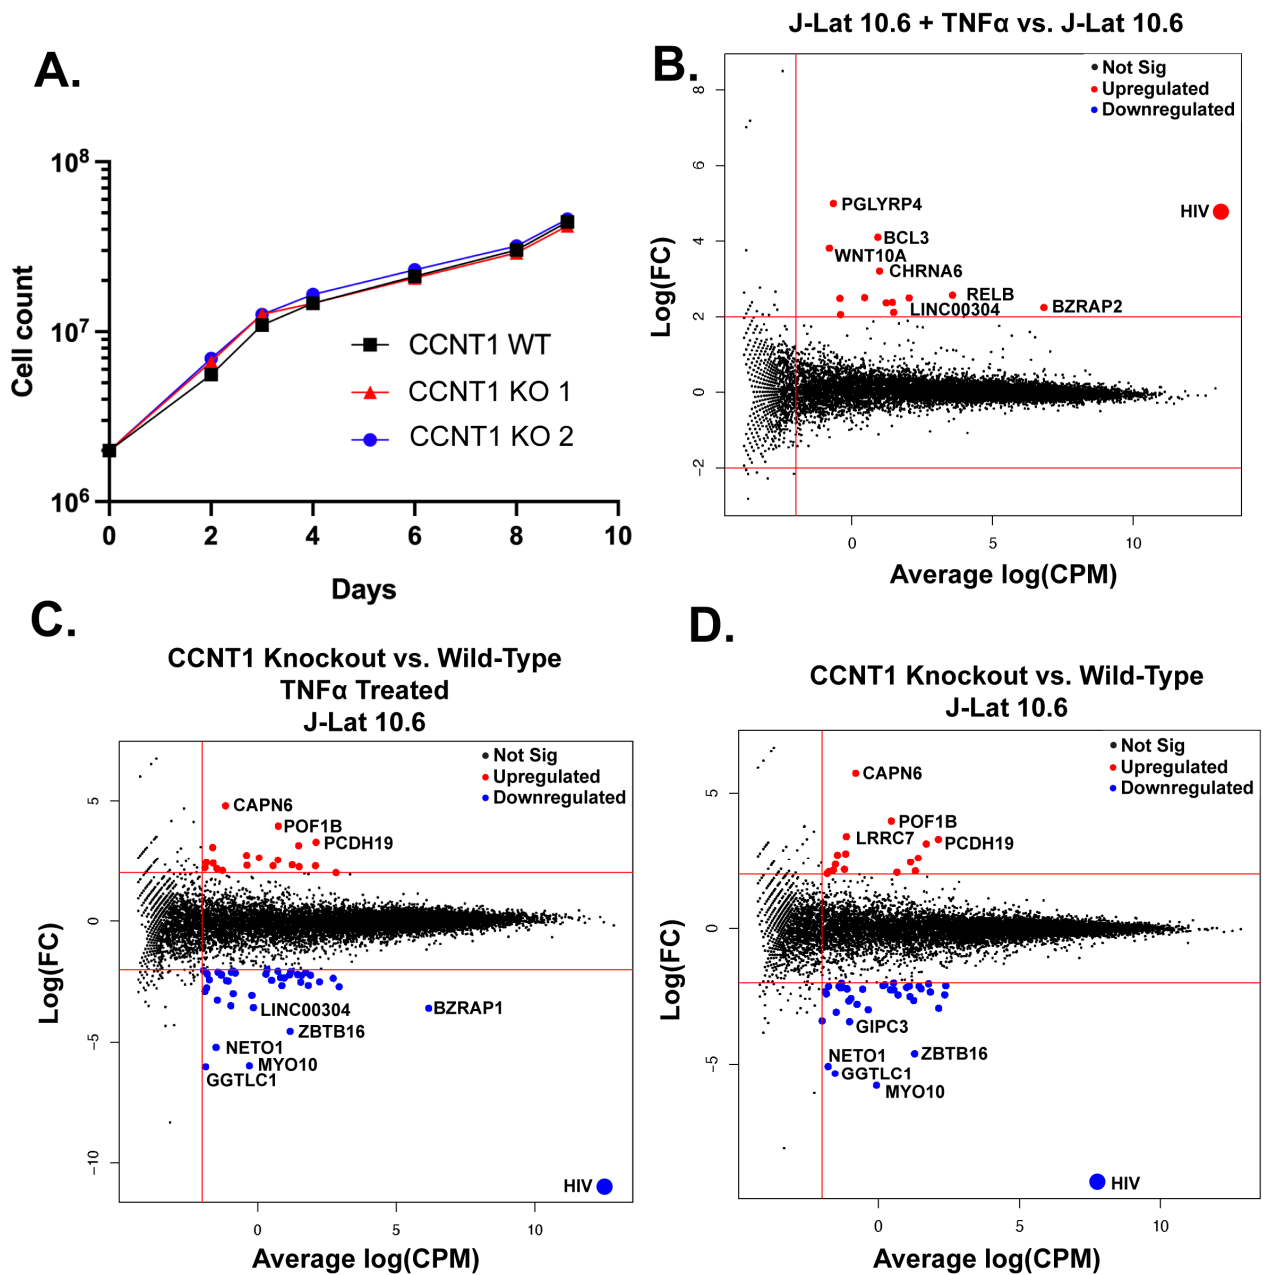 A.
10⁸
10⁷
10⁶
Cell count
0 2 4 6 8 10
Days
CCNT1 WT
CCNT1 KO 1
CCNT1 KO 2
B.
J-Lat 10.6 + TNFα vs. J-Lat 10.6
Not Sig
Upregulated
Downregulated
8
6
4
2
0
−2
Log(FC)
PGLYRP4
HIV
BCL3
WNT10A
CHRNA6
RELB
LINC00304
BZRAP2
0 5 10
Average log(CPM)
C.
CCNT1 Knockout vs. Wild-Type
TNFα Treated
J-Lat 10.6
Not Sig
Upregulated
Downregulated
5
0
−5
−10
Log(FC)
CAPN6
POF1B
PCDH19
LINC00304
BZRAP1
ZBTB16
NETO1
MYO10
GGTLC1
HIV
0 5 10
Average log(CPM)
D.
CCNT1 Knockout vs. Wild-Type
J-Lat 10.6
Not Sig
Upregulated
Downregulated
5
0
−5
Log(FC)
CAPN6
POF1B
LRRC7
PCDH19
GIPC3
NETO1
ZBTB16
GGTLC1
MYO10
HIV
0 5 10
Average log(CPM)